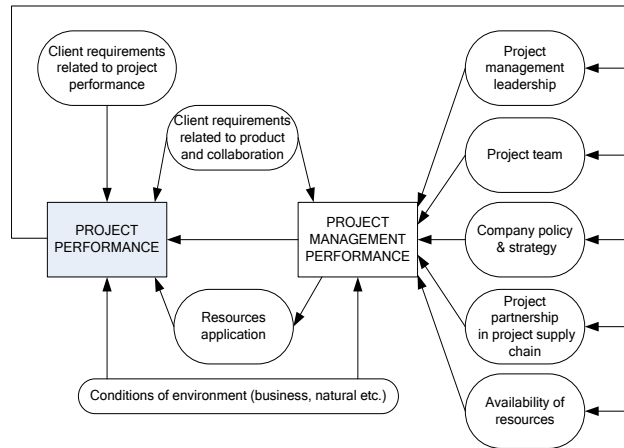 Client requirements
related to project
performance
Client requirements
related to product
and collaboration
PROJECT
PERFORMANCE
PROJECT
MANAGEMENT
PERFORMANCE
Resources
application
Conditions of environment (business, natural etc.)
Project
management
leadership
Project team
Company policy
& strategy
Project
partnership
in project supply
chain
Availability of
resources